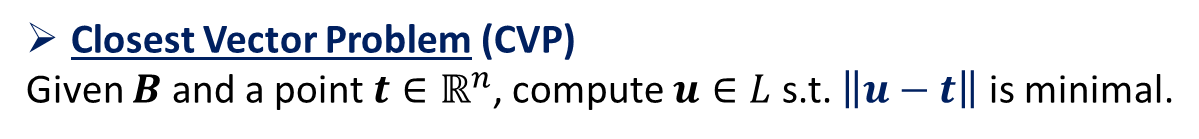 ➢ Closest Vector Problem (CVP)
Given B and a point t ∈ ℝⁿ, compute u ∈ L s.t. ‖u − t‖ is minimal.